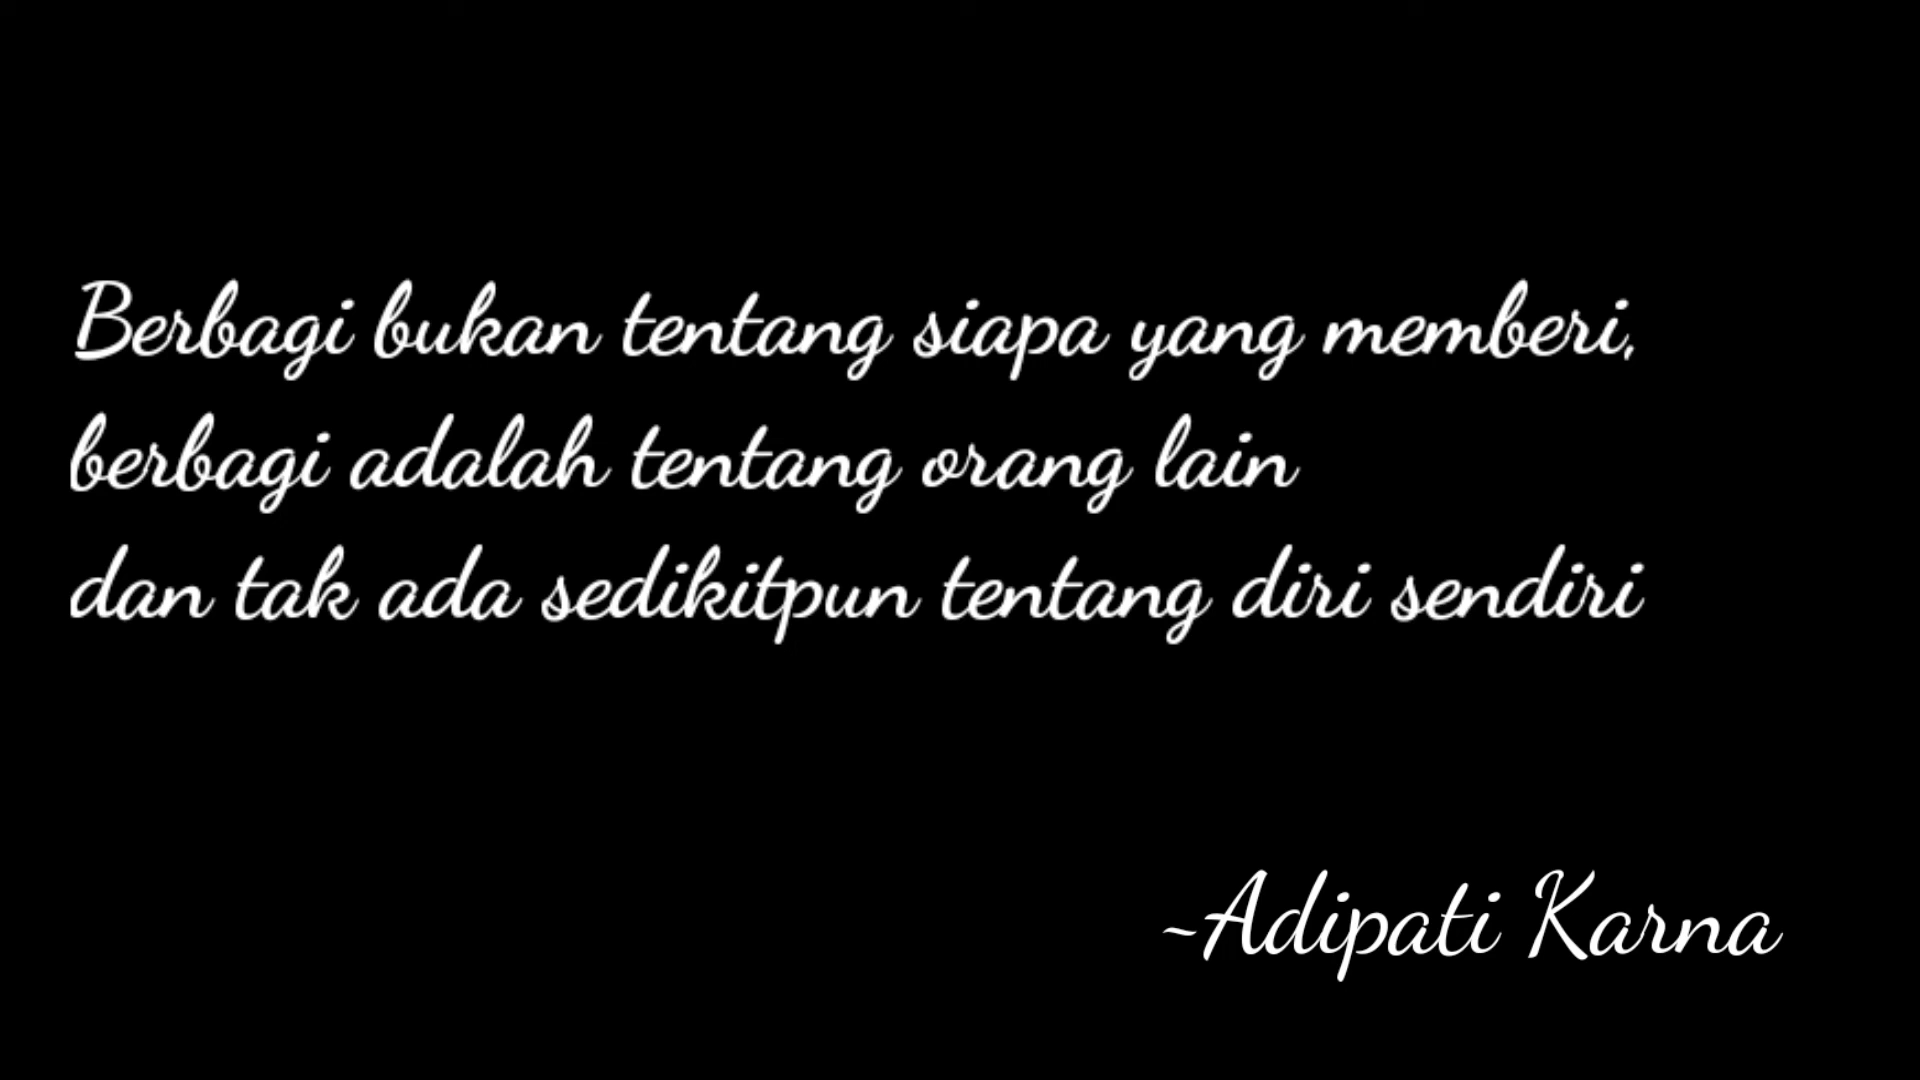 Berbagi bukan tentang siapa yang memberi,
berbagi adalah tentang orang lain
dan tak ada sedikitpun tentang diri sendiri
~Adipati Karna